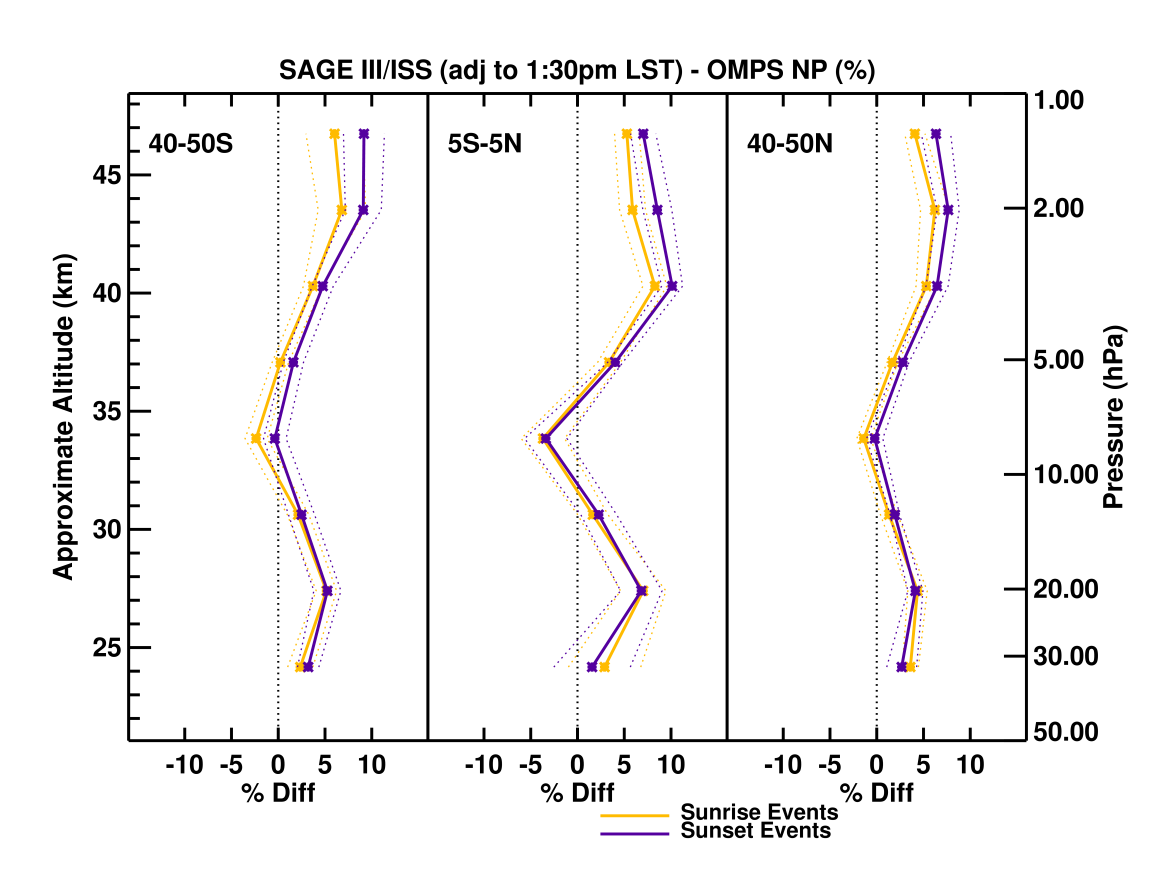 SAGE III/ISS (adj to 1:30pm LST) - OMPS NP (%)
40-50S
5S-5N
40-50N
45
40
35
30
25
Approximate Altitude (km)
1.00
2.00
5.00
10.00
20.00
30.00
50.00
Pressure (hPa)
-10 -5 0 5 10
-10 -5 0 5 10
-10 -5 0 5 10
% Diff
% Diff
% Diff
Sunrise Events
Sunset Events